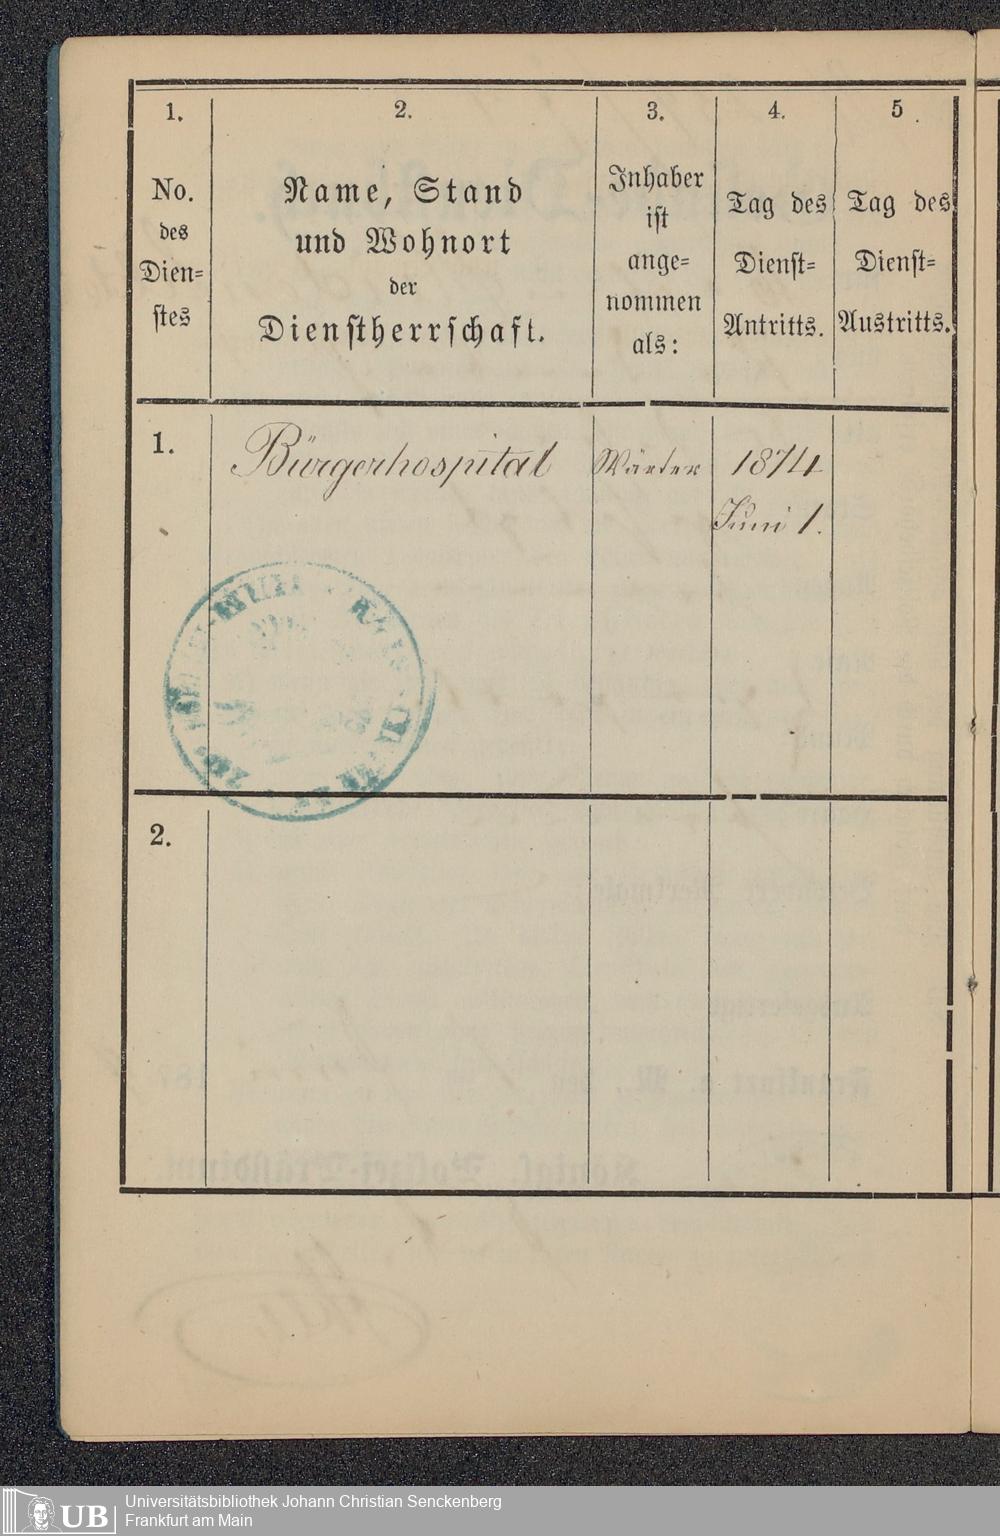 1.
No.
des
Dien=
stes
2.
Name, Stand
und Wohnort
der
Dienstherrschaft.
3.
Inhaber
ist
ange=
nommen
als:
4.
Tag des
Dienst=
Antritts.
5
Tag des
Dienst=
Austritts.
1.
Bürgerhospital
Wärter
1874
Juni 1.
2.
UB
Universitätsbibliothek Johann Christian Senckenberg
Frankfurt am Main